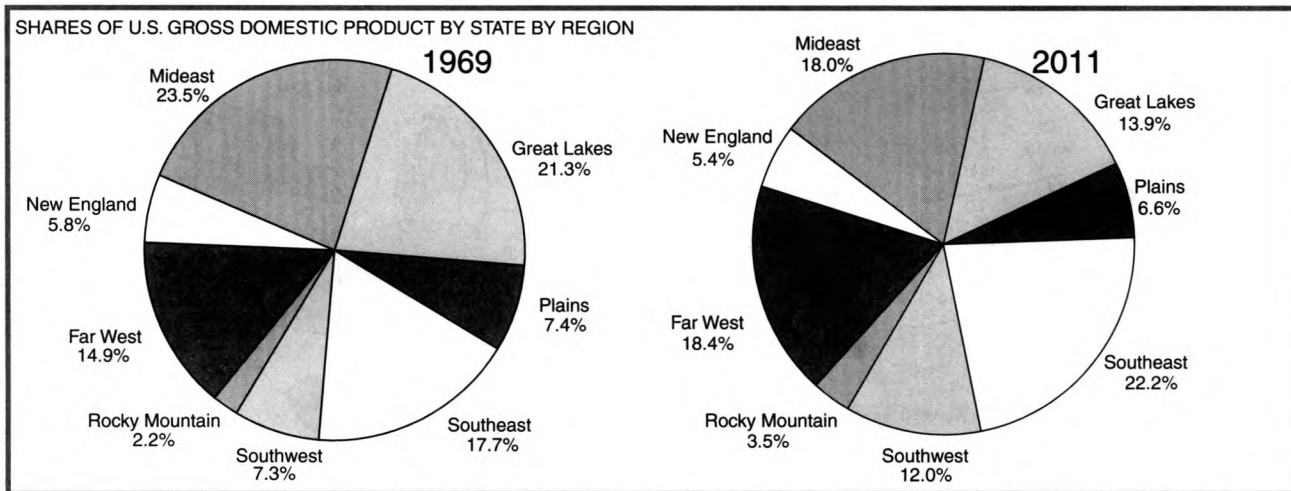 SHARES OF U.S. GROSS DOMESTIC PRODUCT BY STATE BY REGION
1969
Mideast
23.5%
Great Lakes
21.3%
New England
5.8%
Plains
7.4%
Far West
14.9%
Southeast
17.7%
Rocky Mountain
2.2%
Southwest
7.3%
2011
Mideast
18.0%
Great Lakes
13.9%
New England
5.4%
Plains
6.6%
Far West
18.4%
Southeast
22.2%
Rocky Mountain
3.5%
Southwest
12.0%